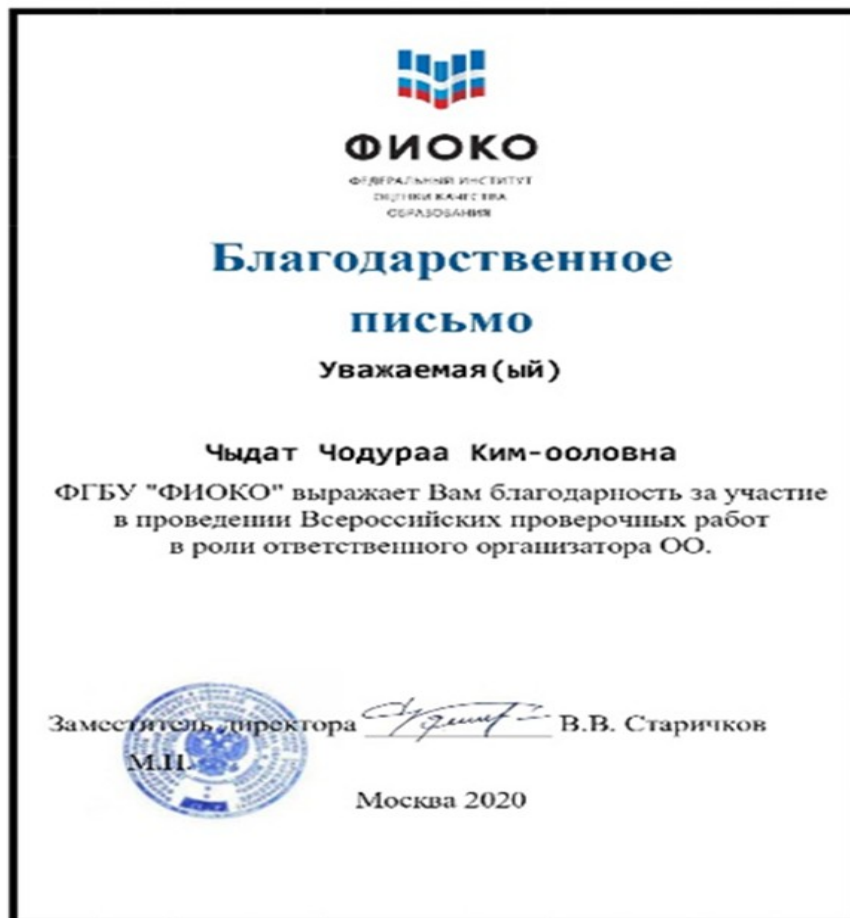 ФИОКО
ФЕДЕРАЛЬНЫЙ ИНСТИТУТ
ОЦЕНКИ КАЧЕСТВА
ОБРАЗОВАНИЯ
Благодарственное
письмо
Уважаемая(ый)
Чыдат Чодураа Ким-ооловна
ФГБУ "ФИОКО" выражает Вам благодарность за участие
в проведении Всероссийских проверочных работ
в роли ответственного организатора ОО.
Заместитель директора В.В. Старичков
М.П.
Москва 2020